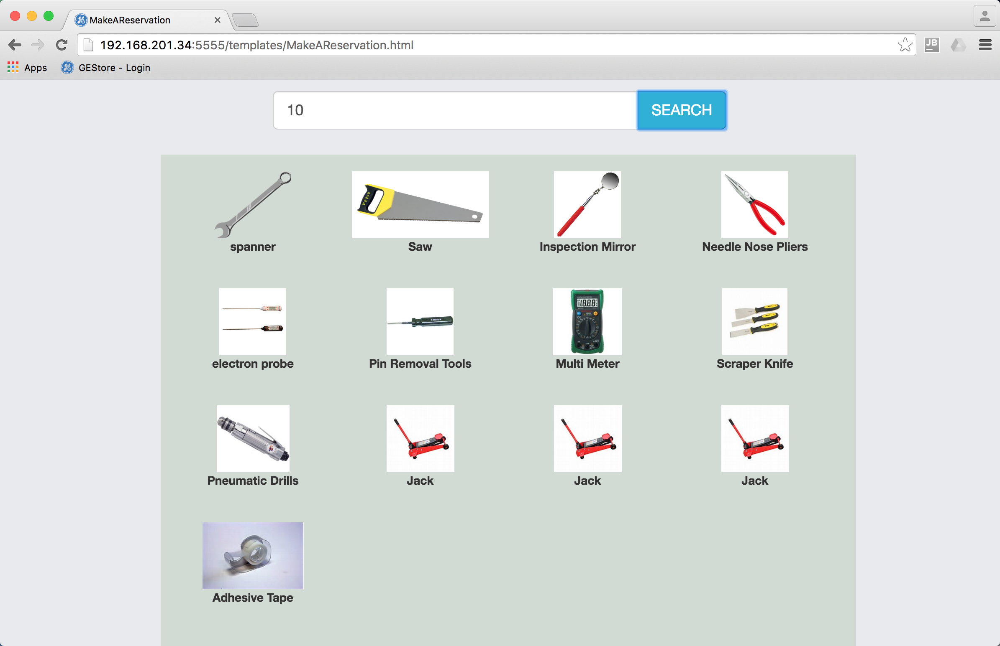 MakeAReservation
192.168.201.34:5555/templates/MakeAReservation.html
JB
Apps
GEStore - Login
10
SEARCH
spanner
Saw
Inspection Mirror
Needle Nose Pliers
electron probe
Pin Removal Tools
Multi Meter
Scraper Knife
Pneumatic Drills
Jack
Jack
Jack
Adhesive Tape